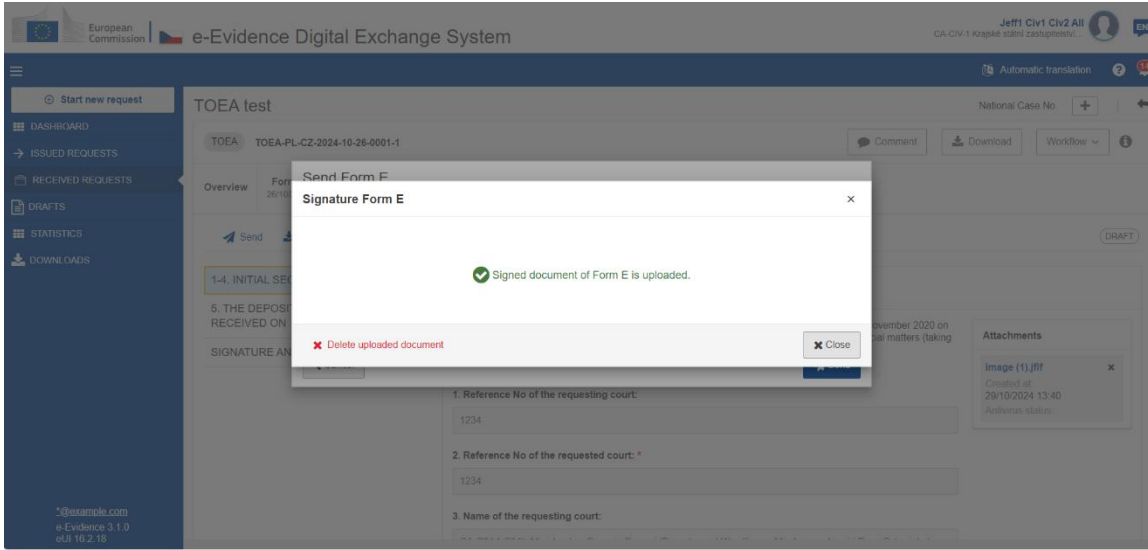 European
Commission
e-Evidence Digital Exchange System
Jeff1 Civ1 Civ2 All
CA-CIV-1 Krajské státní zastupitelství...
EN
Automatic translation
14
Start new request
TOEA test
National Case No:
DASHBOARD
TOEA TOEA-PL-CZ-2024-10-26-0001-1
Comment
Download
Workflow
ISSUED REQUESTS
RECEIVED REQUESTS
Overview
Form
26/10/
Send Form E
DRAFTS
Signature Form E
STATISTICS
Send
DRAFT
DOWNLOADS
1-4. INITIAL SEC
Signed document of Form E is uploaded.
5. THE DEPOSI
RECEIVED ON
SIGNATURE AN
ovember 2020 on
ial matters (taking
Attachments
Delete uploaded document
Close
Image (1).jfif
Created at:
29/10/2024 13:40
Antivirus status:
1. Reference No of the requesting court:
1234
2. Reference No of the requested court: *
1234
3. Name of the requesting court:
*@example.com
e-Evidence 3.1.0
eUI 16.2.18